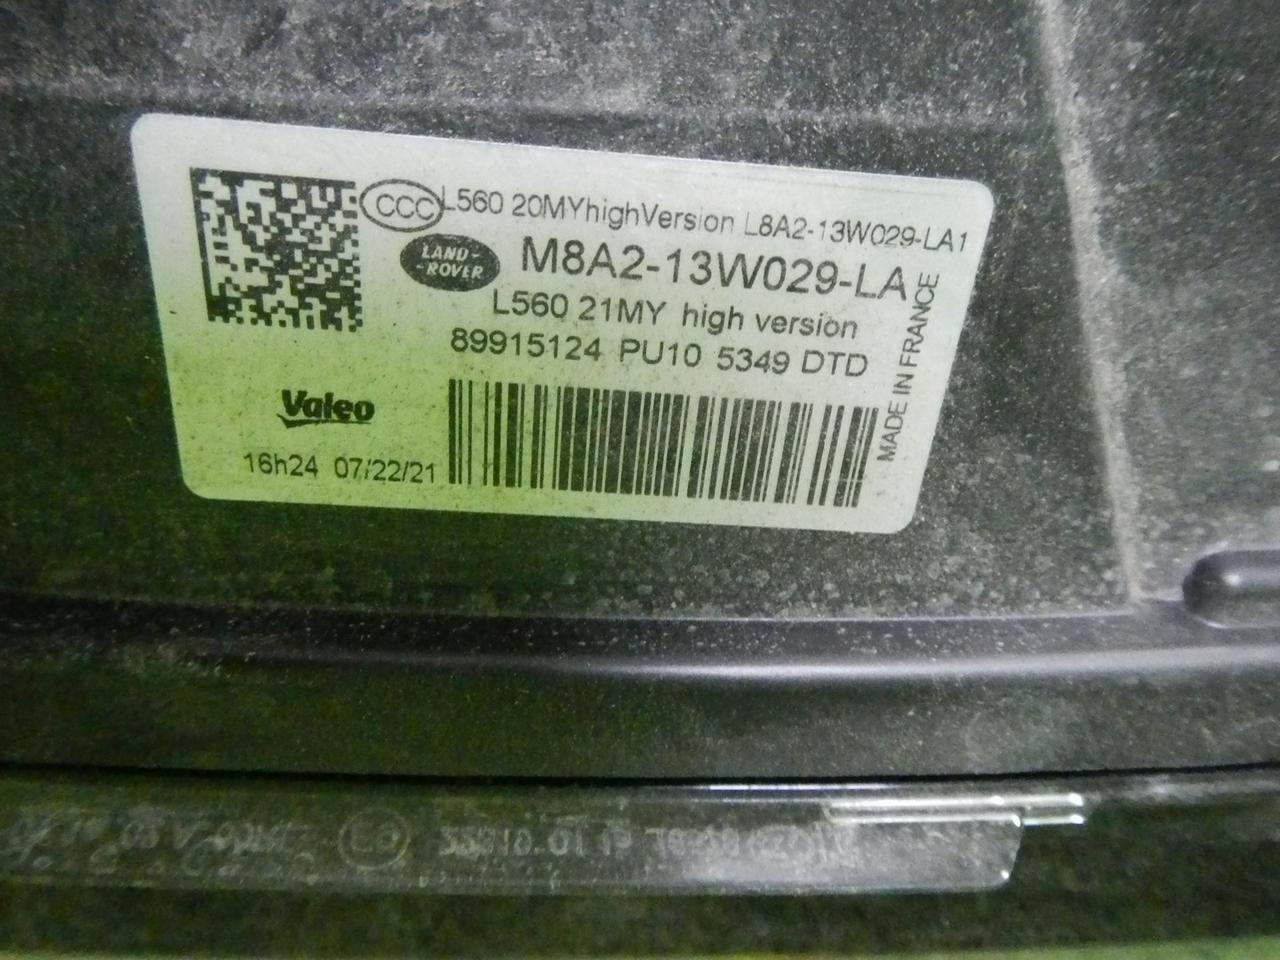 CCC L560 20MYhighVersion L8A2-13W029-LA1
LAND-
-ROVER
M8A2-13W029-LA
L560 21MY high version
89915124 PU10 5349 DTD
MADE IN FRANCE
Valeo
16h24 07/22/21